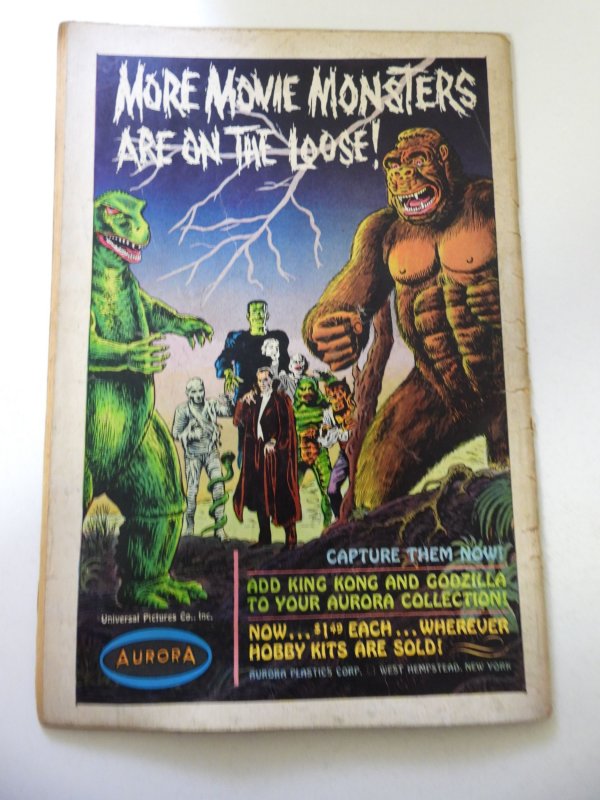 MORE MOVIE MONSTERS
ARE ON THE LOOSE!
CAPTURE THEM NOW!
ADD KING KONG AND GODZILLA
TO YOUR AURORA COLLECTION!
Universal Pictures Co., Inc.
AURORA
NOW... $1.49 EACH... WHEREVER
HOBBY KITS ARE SOLD!
AURORA PLASTICS CORP. WEST HEMPSTEAD, NEW YORK